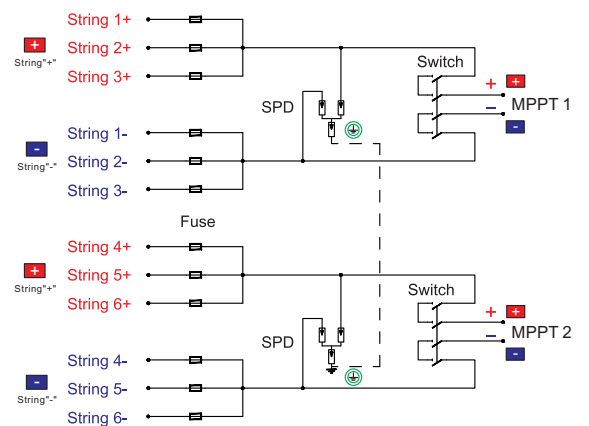 String 1+
String 2+
+
String"+"
String 3+
Switch
+ +
MPPT 1
− -
SPD
String 1-
String 2-
-
String"-"
String 3-
Fuse
String 4+
String 5+
+
String"+"
String 6+
Switch
+ +
MPPT 2
− -
SPD
String 4-
String 5-
-
String"-"
String 6-